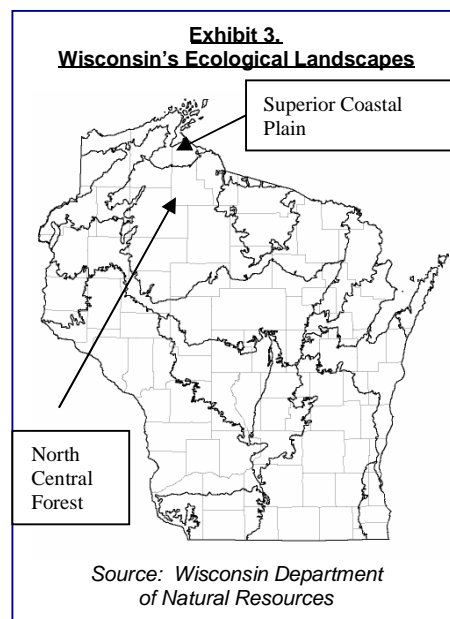 Exhibit 3.
Wisconsin's Ecological Landscapes
Superior Coastal
Plain
North
Central
Forest
Source: Wisconsin Department
of Natural Resources